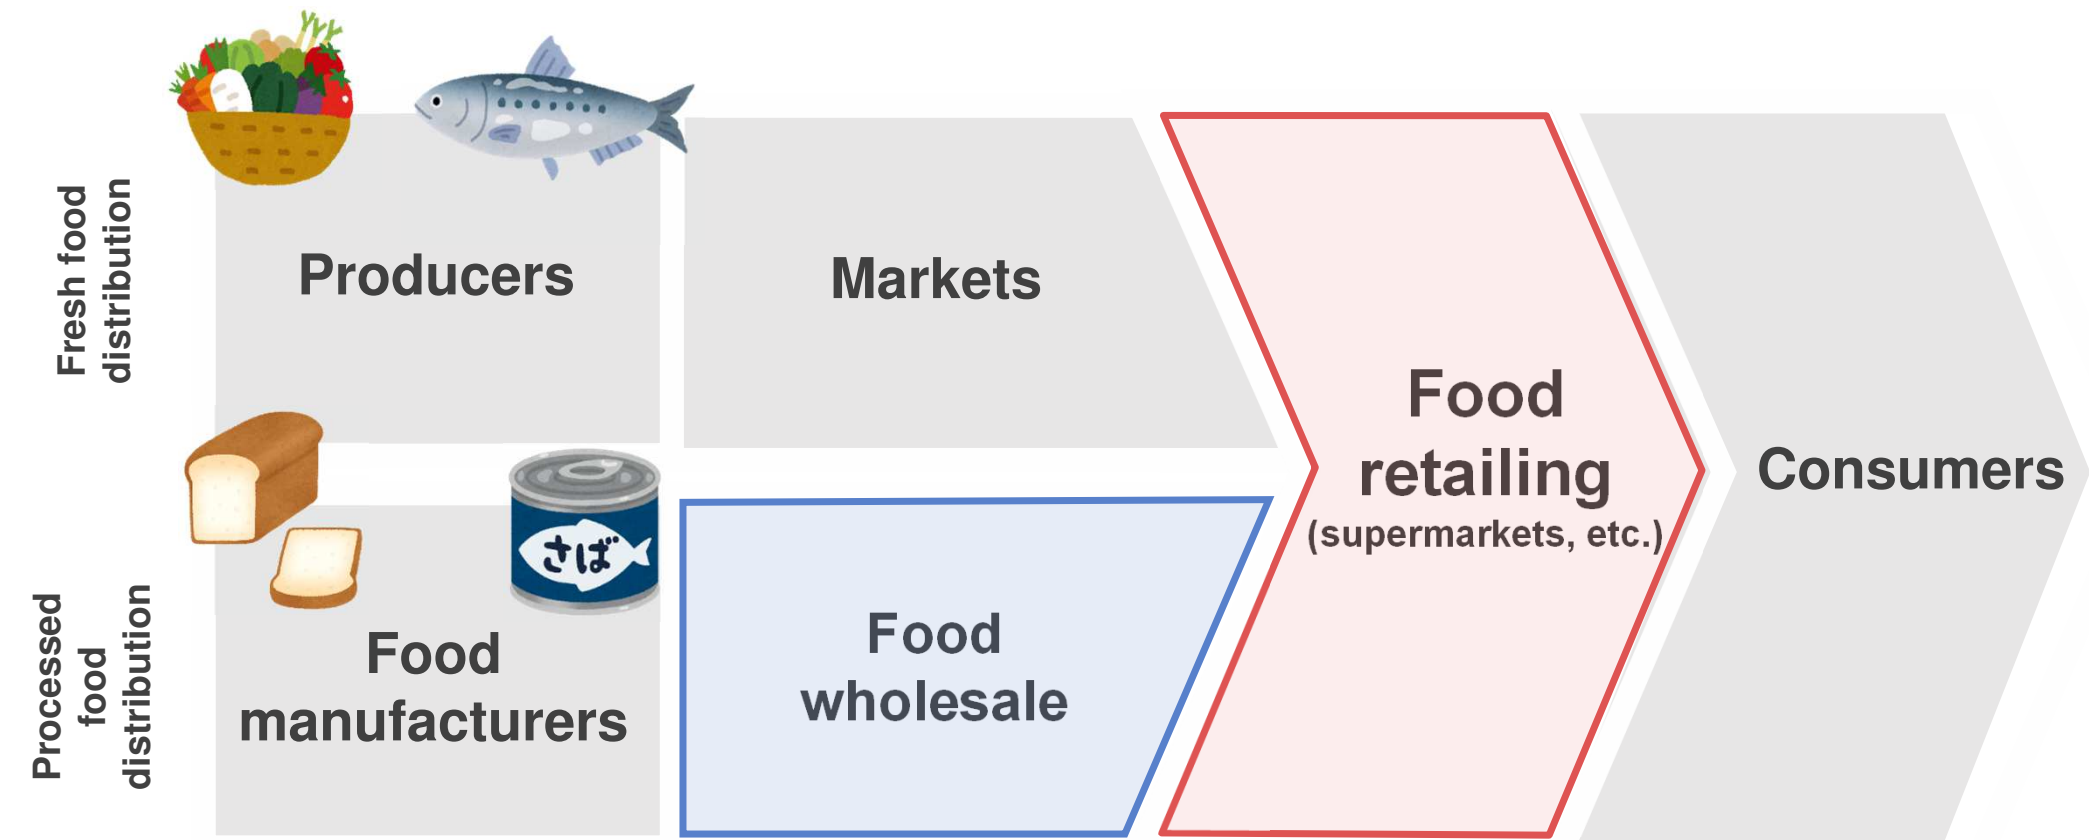 Fresh food
distribution
Producers
Markets
Food
retailing
(supermarkets, etc.)
Consumers
Processed
food
distribution
さば
Food
manufacturers
Food
wholesale